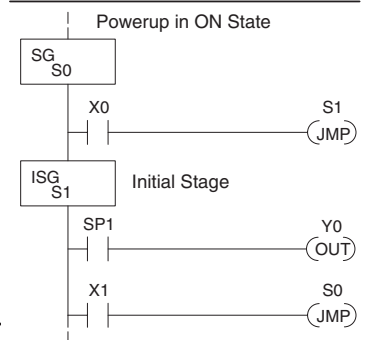 Powerup in ON State
SG
S0
X0 S1
JMP
ISG
S1
Initial Stage
SP1 Y0
OUT
X1 S0
JMP